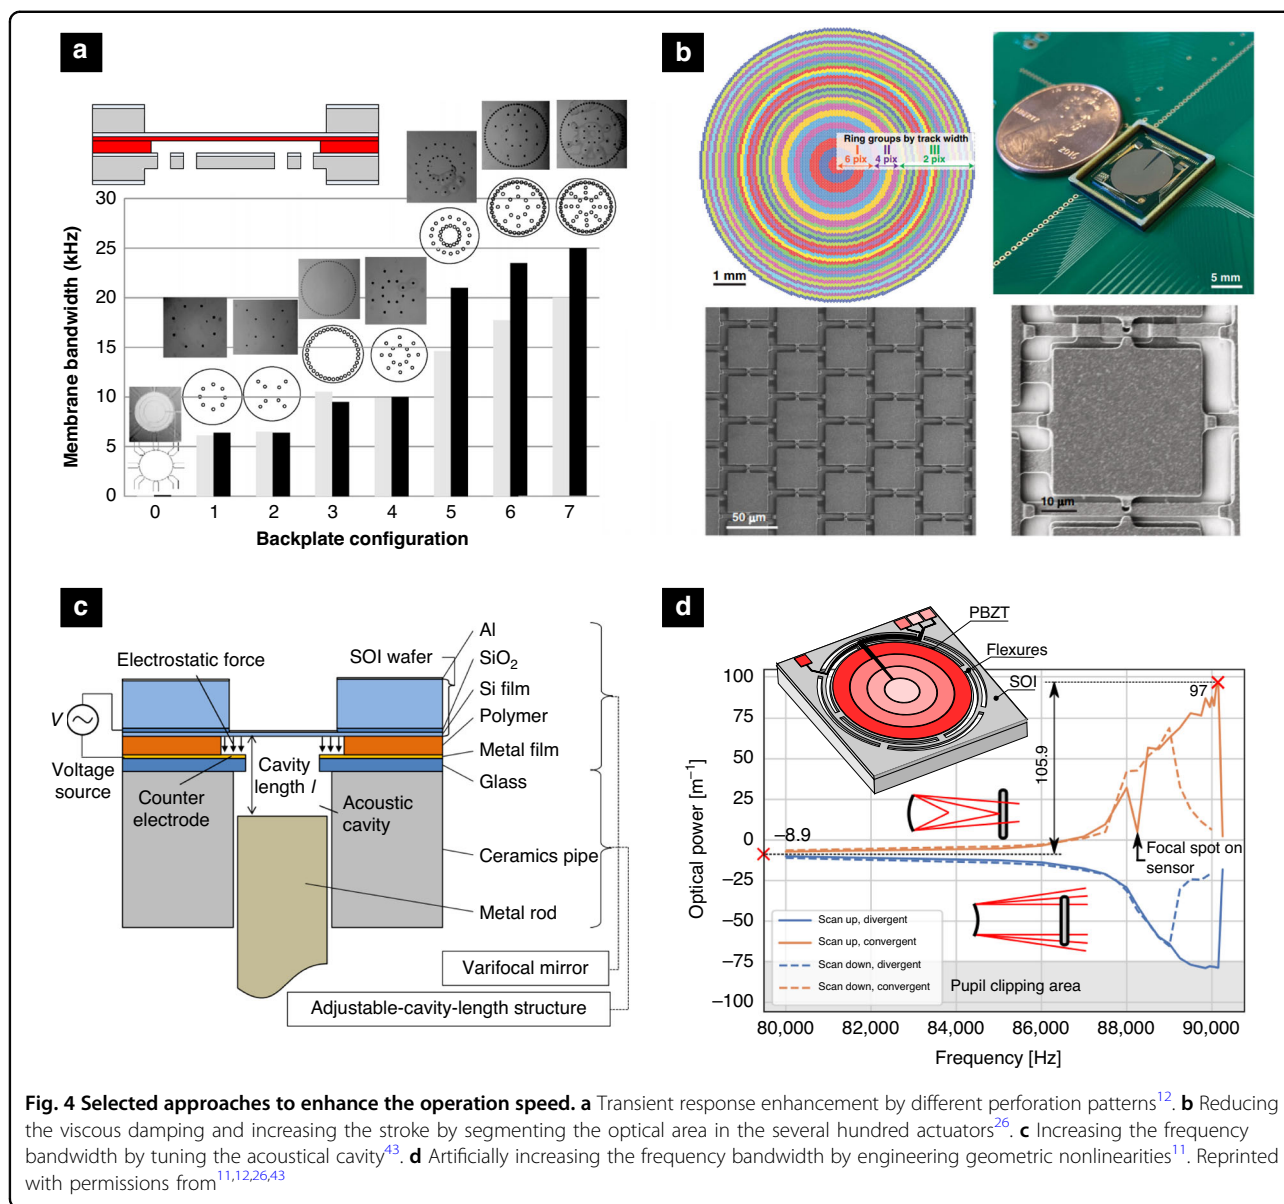 a
30
25
20
15
10
5
0
Membrane bandwidth (kHz)
0 1 2 3 4 5 6 7
Backplate configuration
b
Ring groups by track width
I II III
6 pix 4 pix 2 pix
1 mm
5 mm
50 μm
10 μm
c
Electrostatic force
SOI wafer
Al
SiO2
Si film
Polymer
Metal film
Glass
V
Voltage
source
Counter
electrode
Cavity
length l
Acoustic
cavity
Ceramics pipe
Metal rod
Varifocal mirror
Adjustable-cavity-length structure
d
PBZT
Flexures
SOI
100
75
50
25
0
−25
−50
−75
−100
Optical power [m⁻¹]
97
105.9
−8.9
Focal spot on
sensor
Scan up, divergent
Scan up, convergent
Scan down, divergent
Scan down, convergent
Pupil clipping area
80,000 82,000 84,000 86,000 88,000 90,000
Frequency [Hz]
Fig. 4 Selected approaches to enhance the operation speed. a Transient response enhancement by different perforation patterns12. b Reducing
the viscous damping and increasing the stroke by segmenting the optical area in the several hundred actuators26. c Increasing the frequency
bandwidth by tuning the acoustical cavity43. d Artificially increasing the frequency bandwidth by engineering geometric nonlinearities11. Reprinted
with permissions from11,12,26,43